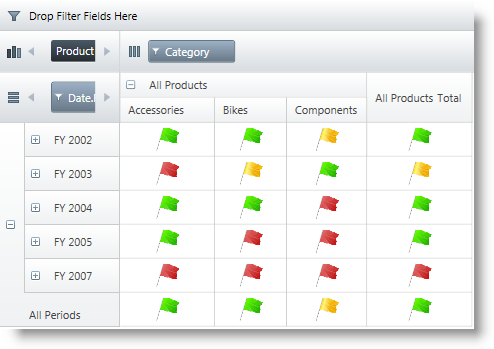 Drop Filter Fields Here
Product
Category
Date.
All Products
All Products Total
Accessories
Bikes
Components
FY 2002
FY 2003
FY 2004
FY 2005
FY 2007
All Periods